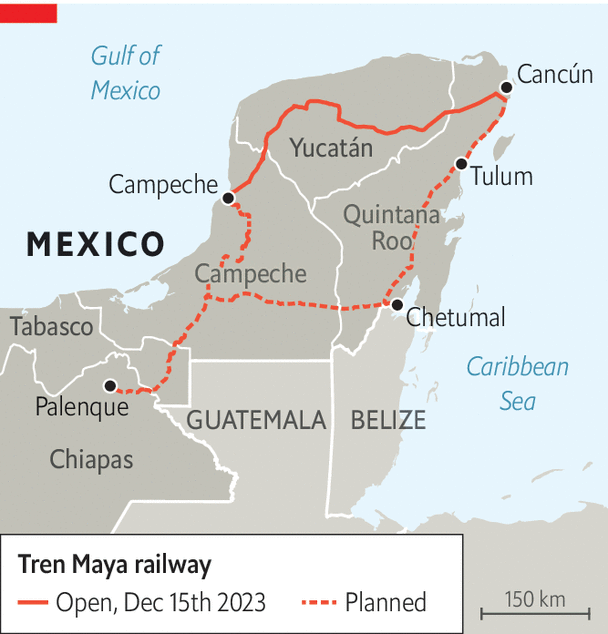 Gulf of
Mexico
Cancún
Yucatán
Tulum
Campeche
Quintana
Roo
MEXICO
Campeche
Chetumal
Tabasco
Caribbean
Sea
Palenque
GUATEMALA
BELIZE
Chiapas
Tren Maya railway
Open, Dec 15th 2023
Planned
150 km